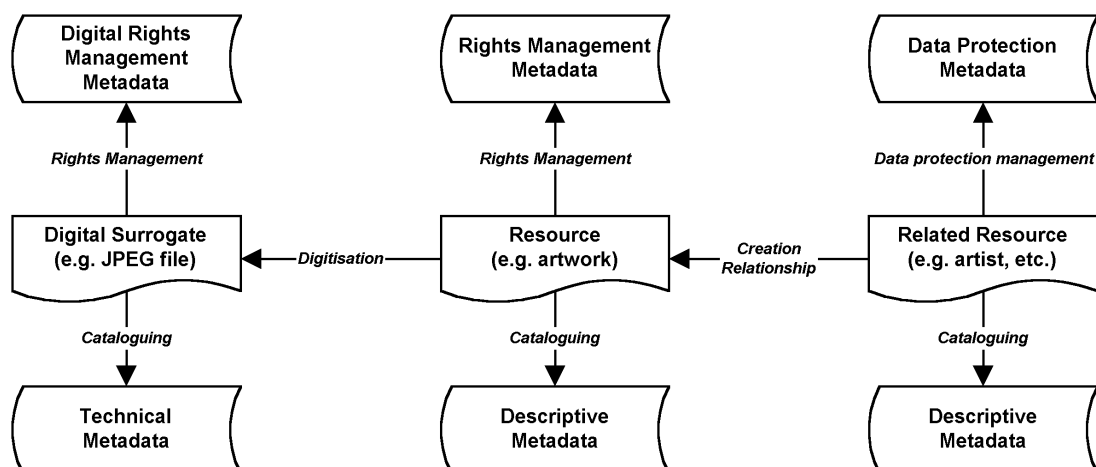 Digital Rights
Management
Metadata
Rights Management
Metadata
Data Protection
Metadata
Rights Management
Rights Management
Data protection management
Digital Surrogate
(e.g. JPEG file)
Digitisation
Resource
(e.g. artwork)
Creation
Relationship
Related Resource
(e.g. artist, etc.)
Cataloguing
Cataloguing
Cataloguing
Technical
Metadata
Descriptive
Metadata
Descriptive
Metadata